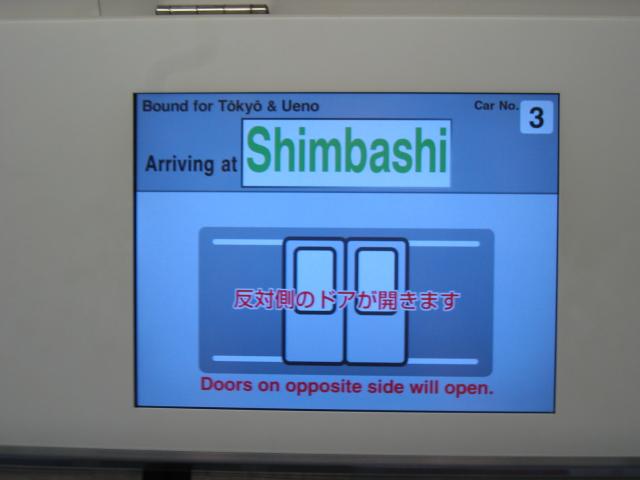 Bound for Tōkyō & Ueno
Car No. 3
Arriving at Shimbashi
反対側のドアが開きます
Doors on opposite side will open.